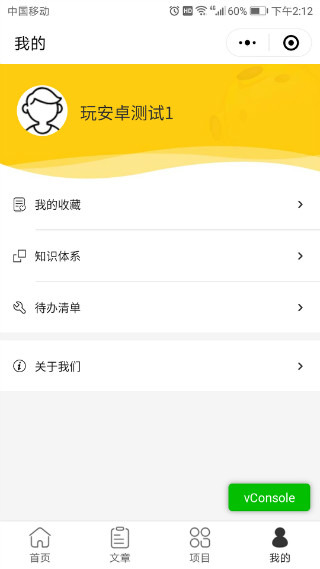 中国移动
HD 4G 60% 下午2:12
我的
玩安卓测试1
我的收藏
知识体系
待办清单
关于我们
vConsole
首页 文章 项目 我的